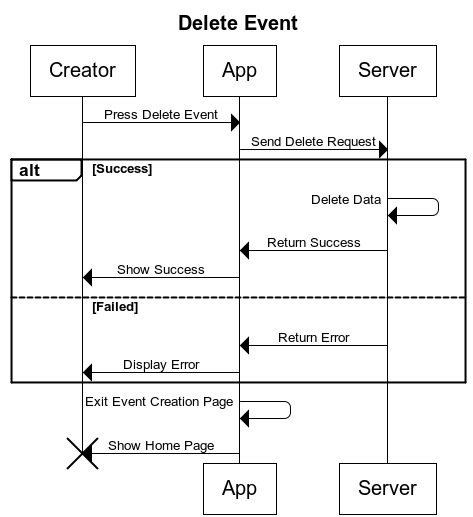 Delete Event
Creator
App
Server
Press Delete Event
Send Delete Request
alt
[Success]
Delete Data
Return Success
Show Success
[Failed]
Return Error
Display Error
Exit Event Creation Page
Show Home Page
App
Server